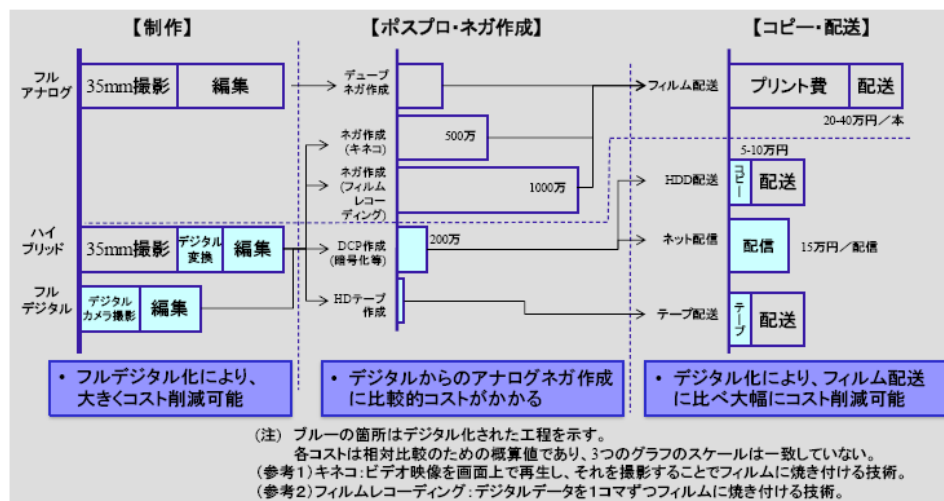 【制作】
【ポスプロ・ネガ作成】
【コピー・配送】
フル
アナログ
35mm撮影
編集
デューブ
ネガ作成
フィルム配送
プリント費
配送
20-40万円／本
ネガ作成
(キネコ)
500万
5-10万円
ネガ作成
(フィルム
レコー
ディング)
1000万
HDD配送
コピー
配送
ハイ
ブリッド
35mm撮影
デジタル
変換
編集
DCP作成
(暗号化等)
200万
ネット配信
配信
15万円／配信
フル
デジタル
デジタル
カメラ撮影
編集
HDテープ
作成
テープ配送
テープ
配送
・ フルデジタル化により、
大きくコスト削減可能
・ デジタルからのアナログネガ作成
に比較的コストがかかる
・ デジタル化により、フィルム配送
に比べ大幅にコスト削減可能
(注) ブルーの箇所はデジタル化された工程を示す。
各コストは相対比較のための概算値であり、3つのグラフのスケールは一致していない。
(参考１)キネコ：ビデオ映像を画面上で再生し、それを撮影することでフィルムに焼き付ける技術。
(参考２)フィルムレコーディング：デジタルデータを１コマずつフィルムに焼き付ける技術。